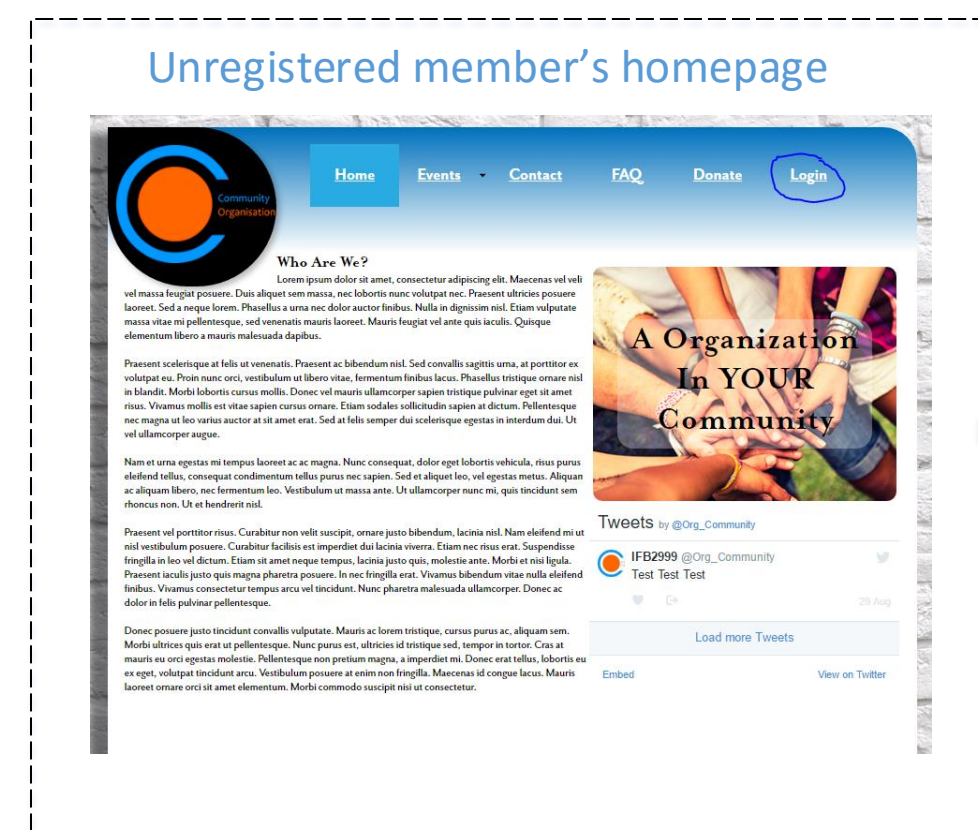 Unregistered member's homepage
Community
Organisation
Home Events Contact FAQ Donate Login
Who Are We?
Lorem ipsum dolor sit amet, consectetur adipiscing elit. Maecenas vel veli
vel massa feugiat posuere. Duis aliquet sem massa, nec lobortis nunc volutpat nec. Praesent ultricies posuere
laoreet. Sed a neque lorem. Phasellus a urna nec dolor auctor finibus. Nulla in dignissim nisl. Etiam vulputate
massa vitae mi pellentesque, sed venenatis mauris laoreet. Mauris feugiat vel ante quis iaculis. Quisque
elementum libero a mauris malesuada dapibus.
Praesent scelerisque at felis ut venenatis. Praesent ac bibendum nisl. Sed convallis sagittis urna, at porttitor ex
volutpat eu. Proin nunc orci, vestibulum ut libero vitae, fermentum finibus lacus. Phasellus tristique ornare nisl
in blandit. Morbi lobortis cursus mollis. Donec vel mauris ullamcorper sapien tristique pulvinar eget sit amet
risus. Vivamus mollis est vitae sapien cursus ornare. Etiam sodales sollicitudin sapien at dictum. Pellentesque
nec magna ut leo varius auctor at sit amet erat. Sed at felis semper dui scelerisque egestas in interdum dui. Ut
vel ullamcorper augue.
Nam et urna egestas mi tempus laoreet ac ac magna. Nunc consequat, dolor eget lobortis vehicula, risus purus
eleifend tellus, consequat condimentum tellus purus nec sapien. Sed et aliquet leo, vel egestas metus. Aliquan
ac aliquam libero, nec fermentum leo. Vestibulum ut massa ante. Ut ullamcorper nunc mi, quis tincidunt sem
rhoncus non. Ut et hendrerit nisl.
Praesent vel porttitor risus. Curabitur non velit suscipit, ornare justo bibendum, lacinia nisl. Nam eleifend mi ut
nisl vestibulum posuere. Curabitur facilisis est imperdiet dui lacinia viverra. Etiam nec risus erat. Suspendisse
fringilla in leo vel dictum. Etiam sit amet neque tempus, lacinia justo quis, molestie ante. Morbi et nisi ligula.
Praesent iaculis justo quis magna pharetra posuere. In nec fringilla erat. Vivamus bibendum vitae nulla eleifend
finibus. Vivamus consectetur tempus arcu vel tincidunt. Nunc pharetra malesuada ullamcorper. Donec ac
dolor in felis pulvinar pellentesque.
Donec posuere justo tincidunt convallis vulputate. Mauris ac lorem tristique, cursus purus ac, aliquam sem.
Morbi ultrices quis erat ut pellentesque. Nunc purus est, ultricies id tristique sed, tempor in tortor. Cras at
mauris eu orci egestas molestie. Pellentesque non pretium magna, a imperdiet mi. Donec erat tellus, lobortis eu
ex eget, volutpat tincidunt arcu. Vestibulum posuere at enim non fringilla. Maecenas id congue lacus. Mauris
laoreet ornare orci sit amet elementum. Morbi commodo suscipit nisi ut consectetur.
A Organization
In YOUR
Community
Tweets by @Org_Community
IFB2999 @Org_Community
Test Test Test
29 Aug
Load more Tweets
Embed View on Twitter